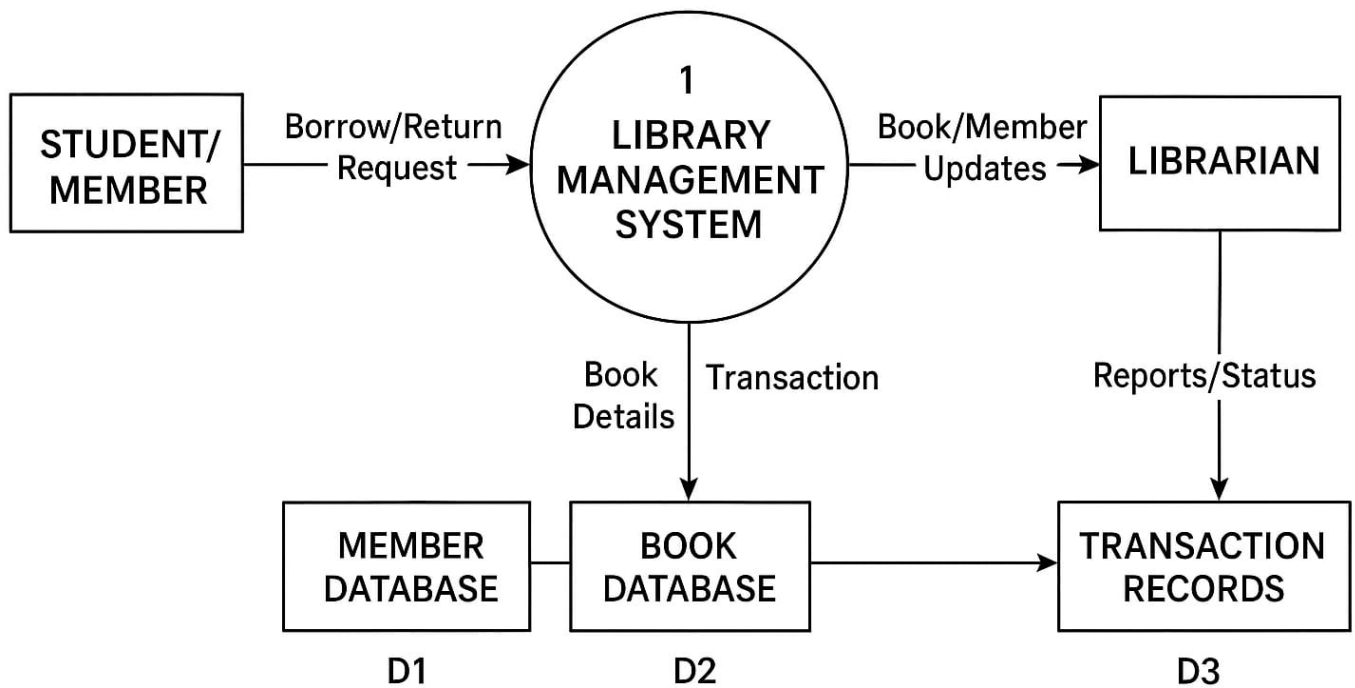 STUDENT/
MEMBER
Borrow/Return
Request
1
LIBRARY
MANAGEMENT
SYSTEM
Book/Member
Updates
LIBRARIAN
Book
Details
Transaction
Reports/Status
MEMBER
DATABASE
BOOK
DATABASE
TRANSACTION
RECORDS
D1
D2
D3